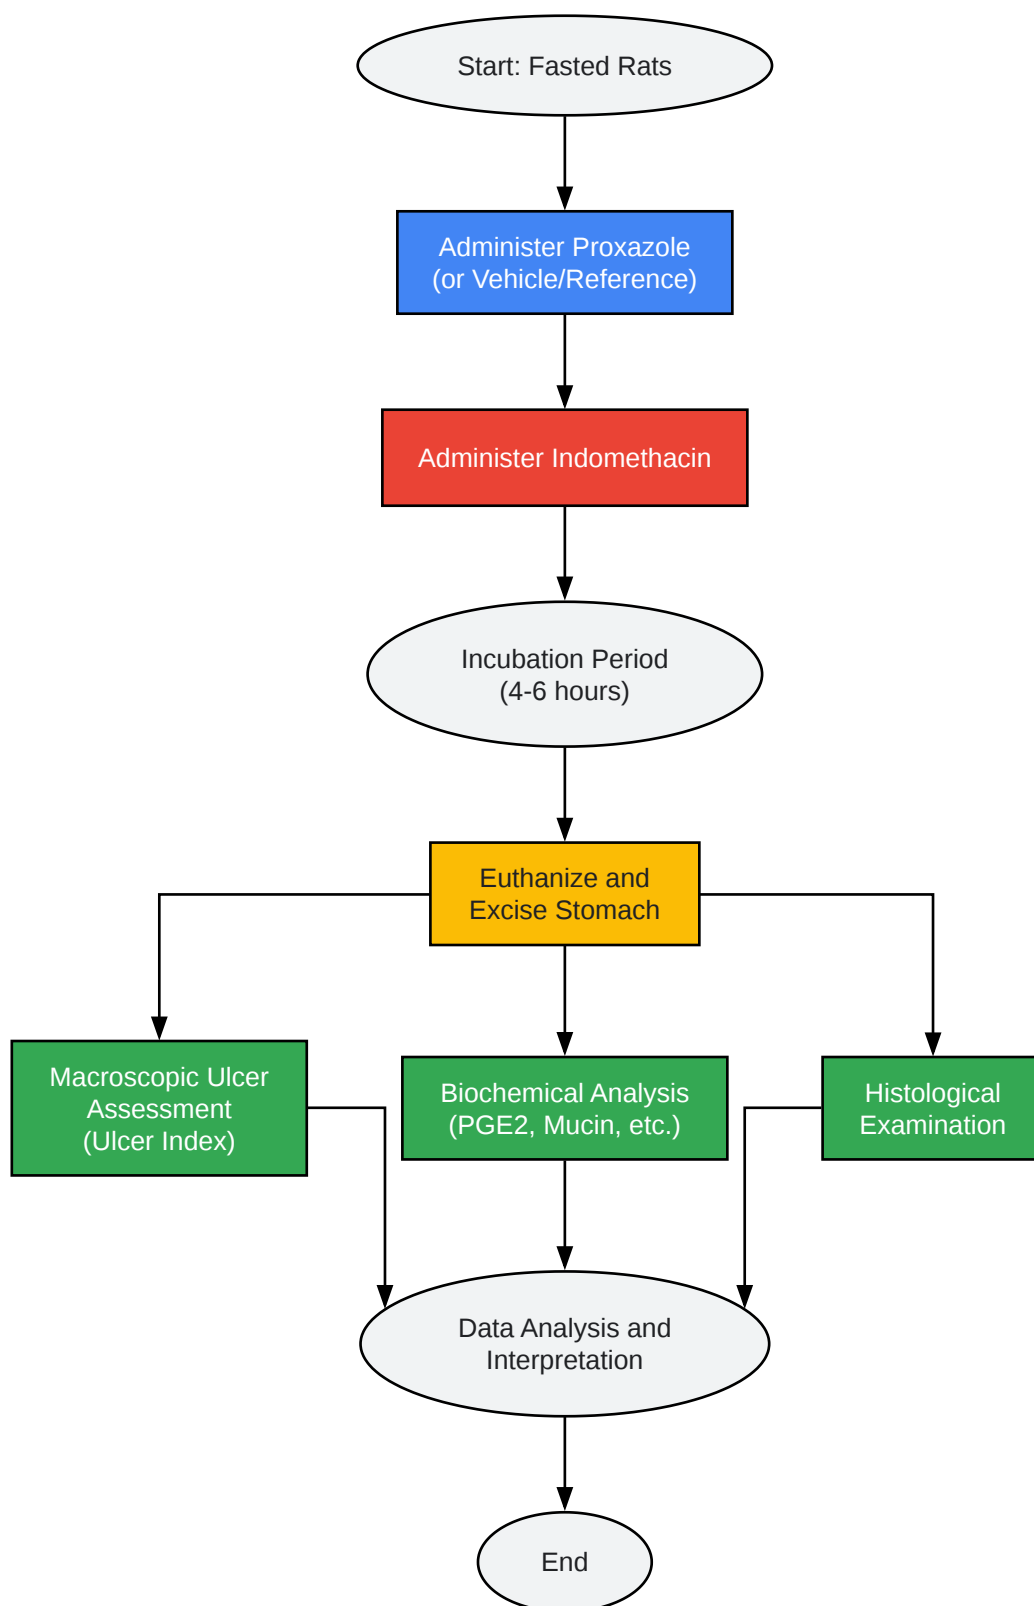 Start: Fasted Rats
Administer Proxazole
(or Vehicle/Reference)
Administer Indomethacin
Incubation Period
(4-6 hours)
Euthanize and
Excise Stomach
Macroscopic Ulcer
Assessment
(Ulcer Index)
Biochemical Analysis
(PGE2, Mucin, etc.)
Histological
Examination
Data Analysis and
Interpretation
End